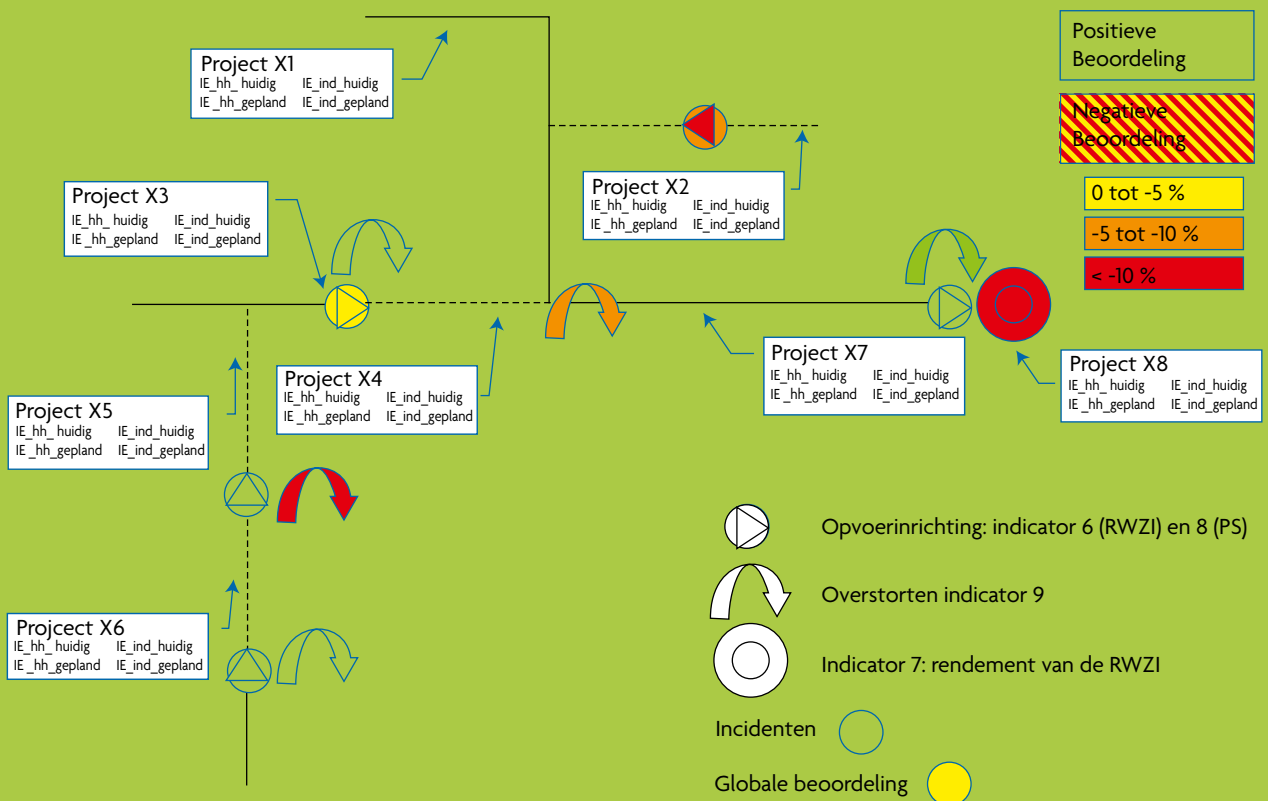 Project X1
IE_hh_ huidig IE_ind_huidig
IE _hh_gepland IE_ind_gepland
Positieve
Beoordeling
Negatieve
Beoordeling
0 tot -5 %
-5 tot -10 %
< -10 %
Project X2
IE_hh_ huidig IE_ind_huidig
IE _hh_gepland IE_ind_gepland
Project X3
IE_hh_ huidig IE_ind_huidig
IE _hh_gepland IE_ind_gepland
Project X4
IE_hh_ huidig IE_ind_huidig
IE _hh_gepland IE_ind_gepland
Project X7
IE_hh_ huidig IE_ind_huidig
IE _hh_gepland IE_ind_gepland
Project X8
IE_hh_ huidig IE_ind_huidig
IE _hh_gepland IE_ind_gepland
Project X5
IE_hh_ huidig IE_ind_huidig
IE _hh_gepland IE_ind_gepland
Projcect X6
IE_hh_ huidig IE_ind_huidig
IE _hh_gepland IE_ind_gepland
Opvoerinrichting: indicator 6 (RWZI) en 8 (PS)
Overstorten indicator 9
Indicator 7: rendement van de RWZI
Incidenten
Globale beoordeling